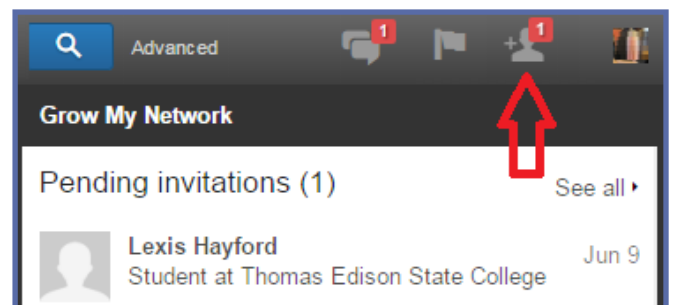 Advanced 1 1
Grow My Network
Pending invitations (1) See all
Lexis Hayford Jun 9
Student at Thomas Edison State College